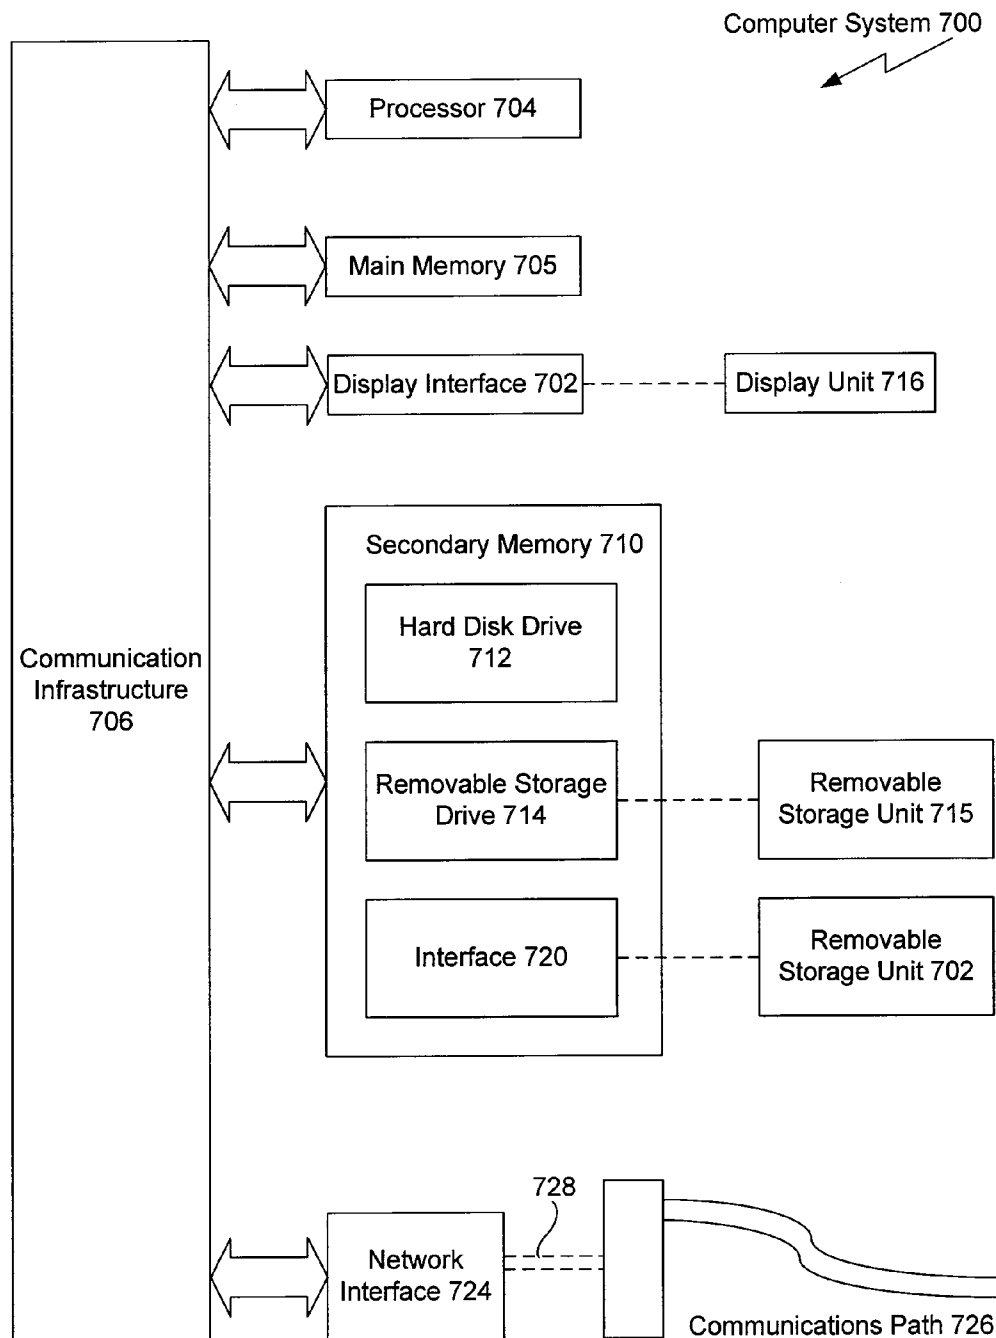 Computer System 700
Processor 704
Main Memory 705
Display Interface 702
Display Unit 716
Secondary Memory 710
Hard Disk Drive
712
Communication
Infrastructure
706
Removable Storage
Drive 714
Removable
Storage Unit 715
Interface 720
Removable
Storage Unit 702
728
Network
Interface 724
Communications Path 726